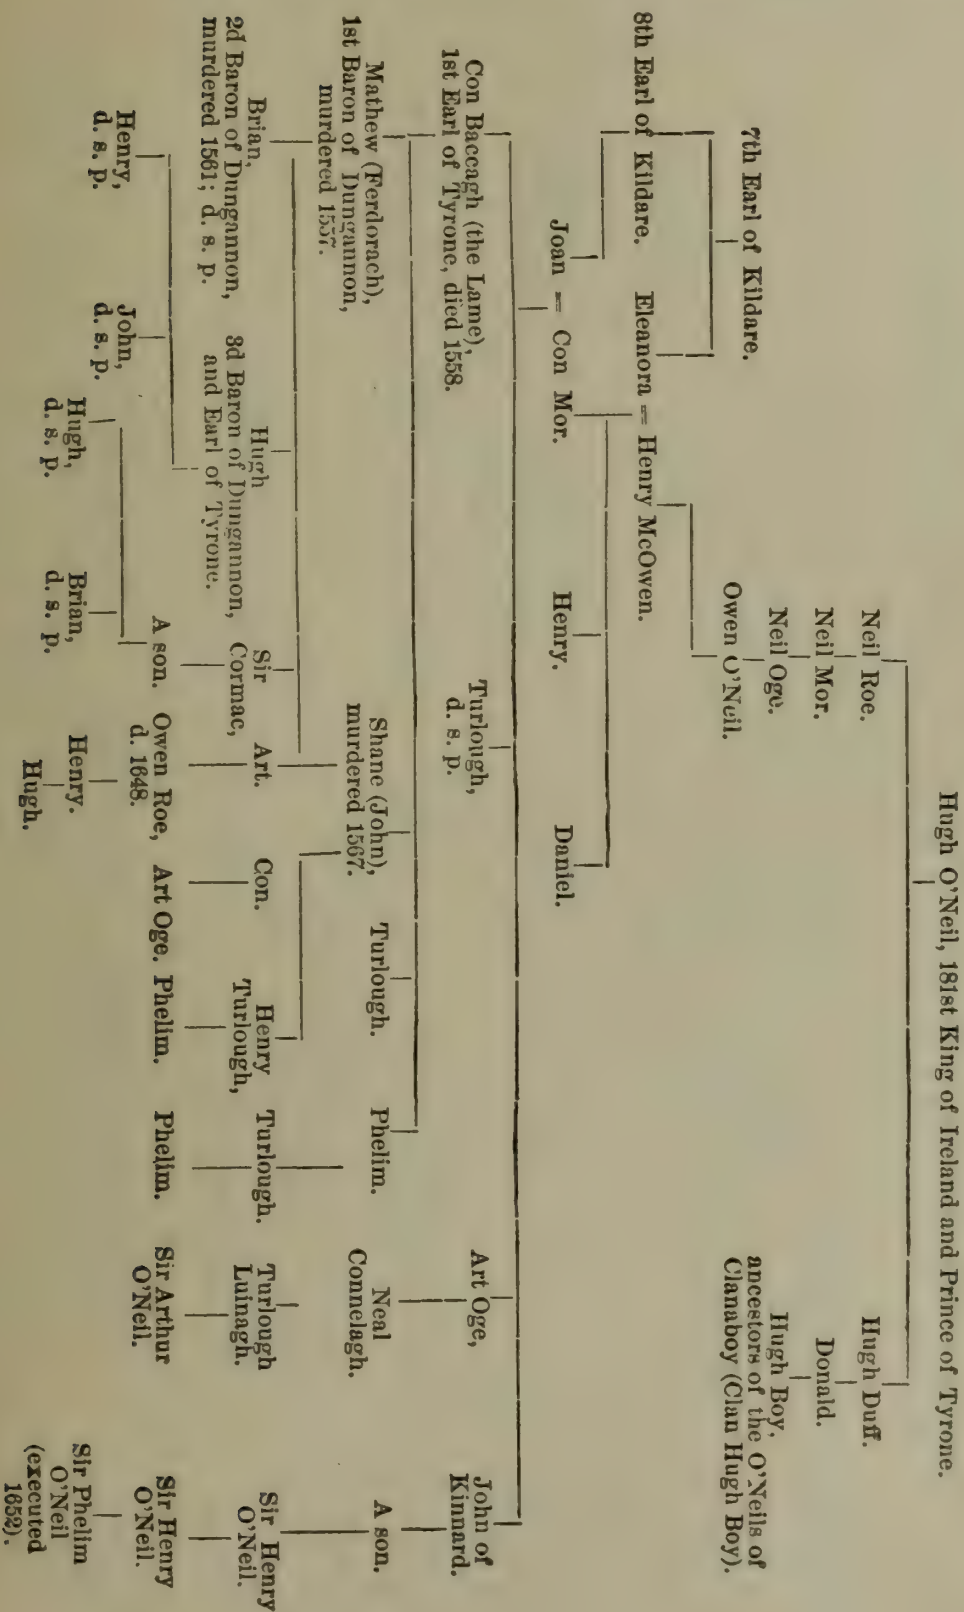 Hugh O'Neil, 181st King of Ireland and Prince of Tyrone.
Neil Roe.
Hugh Duff.
Neil Mor.
Donald.
Neil Oge.
Hugh Boy,
ancestors of the O'Neils of
Clanaboy (Clan Hugh Boy).
7th Earl of Kildare.
Owen O'Neil.
8th Earl of Kildare. Eleanora = Henry McOwen.
Joan = Con Mor. Henry. Daniel.
Con Baccagh (the Lame),
1st Earl of Tyrone, died 1558.
Turlough,
d. s. p.
Art Oge,
John of
Kinnard.
Mathew (Ferdorach),
1st Baron of Dungannon,
murdered 1557.
Shane (John),
murdered 1567.
Turlough.
Phelim.
Neal
Connelagh.
A son.
Brian,
2d Baron of Dungannon,
murdered 1561; d. s. p.
Hugh
3d Baron of Dungannon,
and Earl of Tyrone.
Sir
Cormac,
Art.
Con.
Henry
Turlough,
Turlough.
Turlough
Luinagh.
Sir Henry
O'Neil.
Henry,
d. s. p.
John,
d. s. p.
A son.
Owen Roe,
d. 1648.
Art Oge.
Phelim.
Phelim.
Sir Arthur
O'Neil.
Sir Henry
O'Neil.
Hugh,
d. s. p.
Brian,
d. s. p.
Henry.
Sir Phelim
O'Neil
(executed
1652).
Hugh.